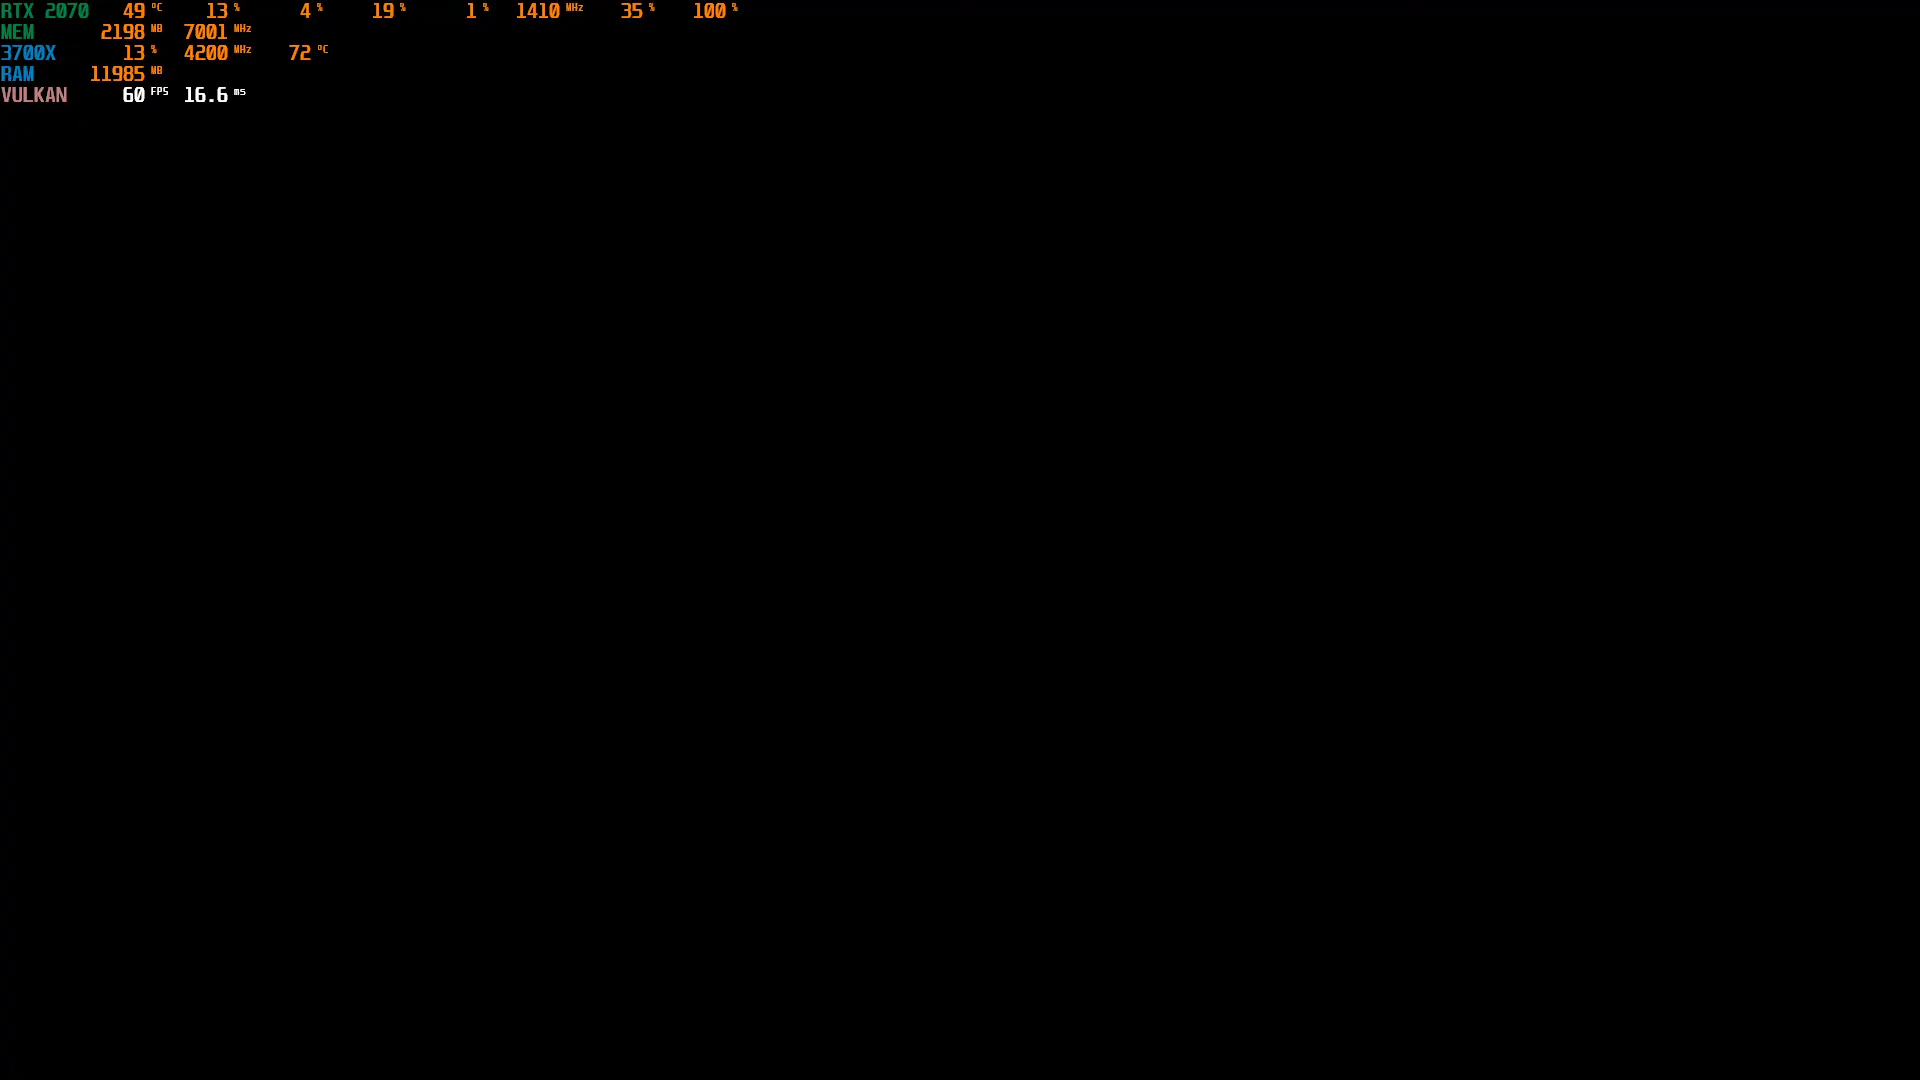 RTX 2070 49 °C 13 % 4 % 19 % 1 % 1410 MHz 35 % 100 %
MEM 2198 MB 7001 MHz
3700X 13 % 4200 MHz 72 °C
RAM 11985 MB
VULKAN 60 FPS 16.6 ms